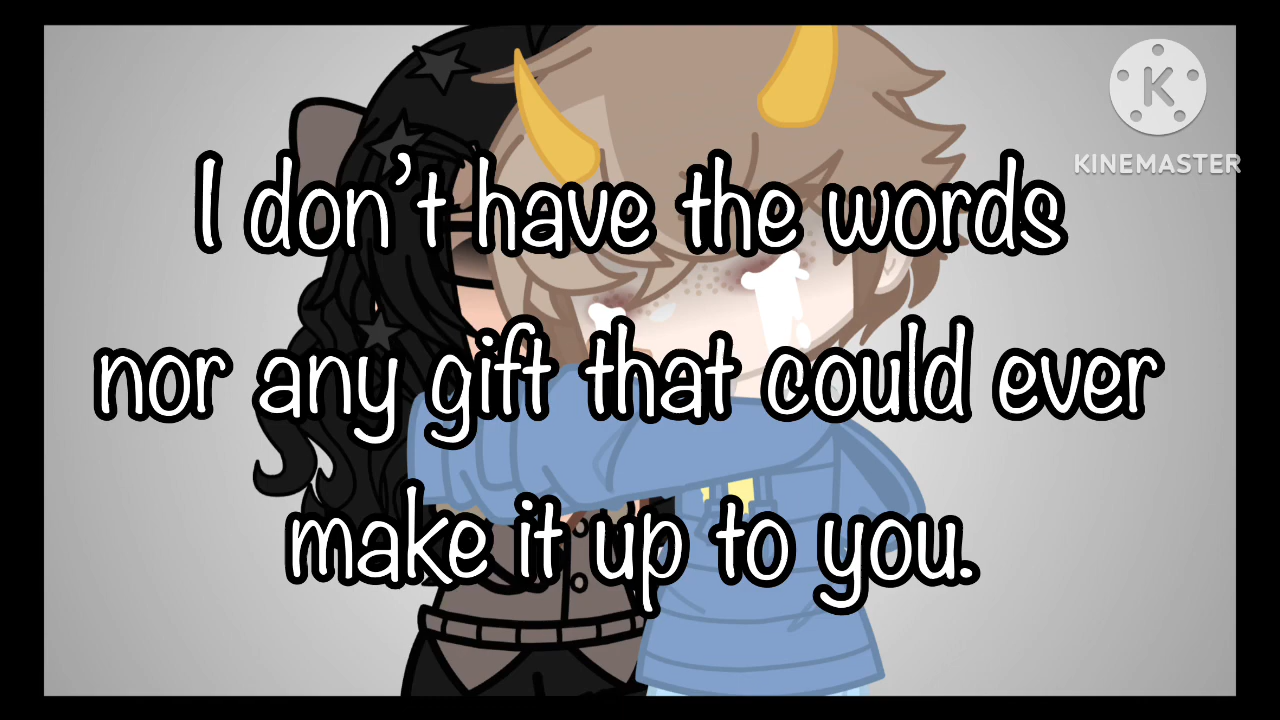 KINEMASTER
I don't have the words
nor any gift that could ever
make it up to you.